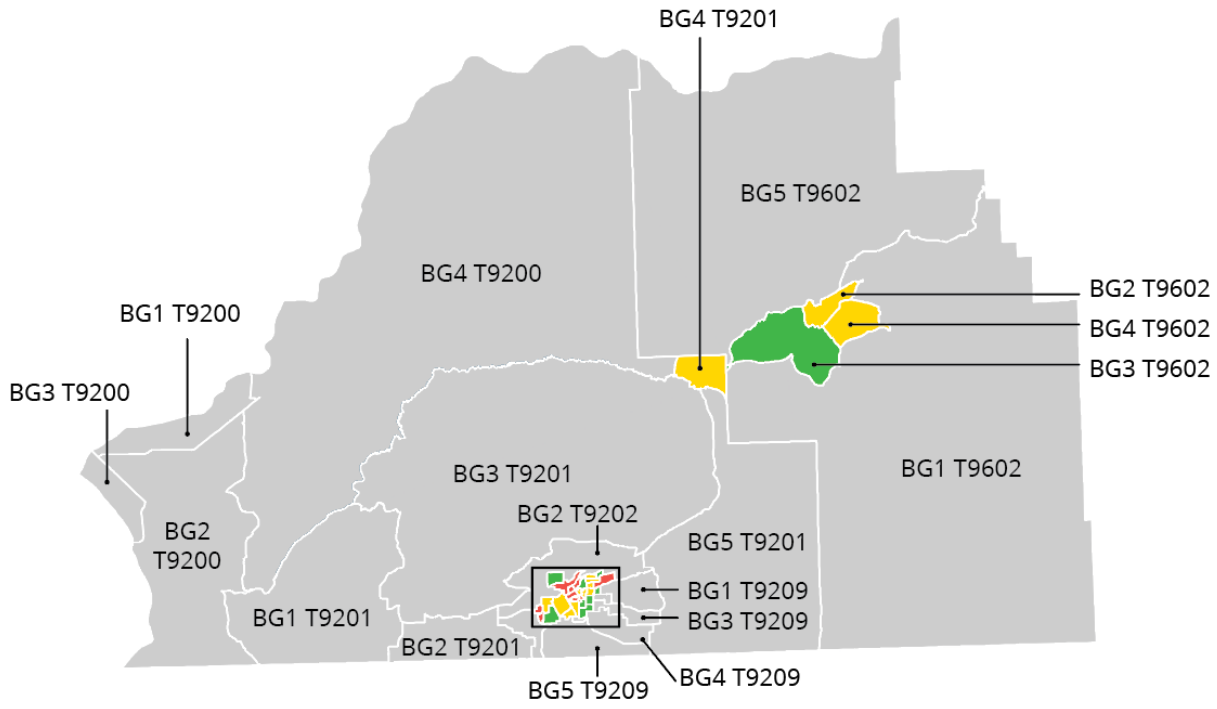 BG4 T9201
BG5 T9602
BG4 T9200
BG2 T9602
BG1 T9200
BG4 T9602
BG3 T9602
BG3 T9200
BG1 T9602
BG3 T9201
BG2 T9202
BG2
T9200
BG5 T9201
BG1 T9209
BG1 T9201
BG3 T9209
BG2 T9201
BG4 T9209
BG5 T9209